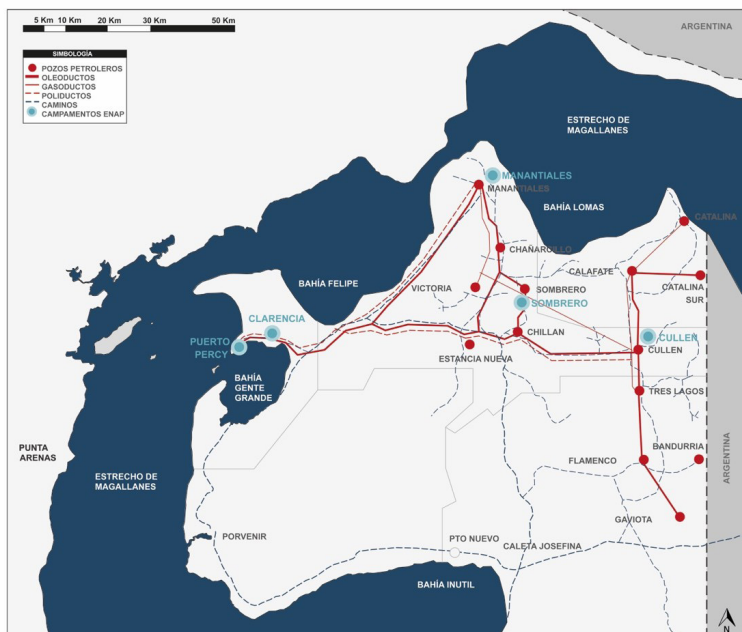 5 Km 10 Km 20 Km 30 Km 50 Km
SIMBOLOGÍA
POZOS PETROLEROS
OLEODUCTOS
GASODUCTOS
POLIDUCTOS
CAMINOS
CAMPAMENTOS ENAP
ARGENTINA
ESTRECHO DE
MAGALLANES
MANANTIALES
MANANTIALES
BAHÍA LOMAS
CATALINA
CHAÑARCILLO
BAHÍA FELIPE
VICTORIA
SOMBRERO
CALAFATE
CATALINA
SUR
SOMBRERO
CLARENCIA
PUERTO
PERCY
CHILLAN
CULLEN
CULLEN
ESTANCIA NUEVA
BAHÍA
GENTE
GRANDE
TRES LAGOS
PUNTA
ARENAS
ESTRECHO DE
MAGALLANES
FLAMENCO
BANDURRIA
ARGENTINA
GAVIOTA
PORVENIR
PTO NUEVO
CALETA JOSEFINA
BAHÍA INUTIL
N